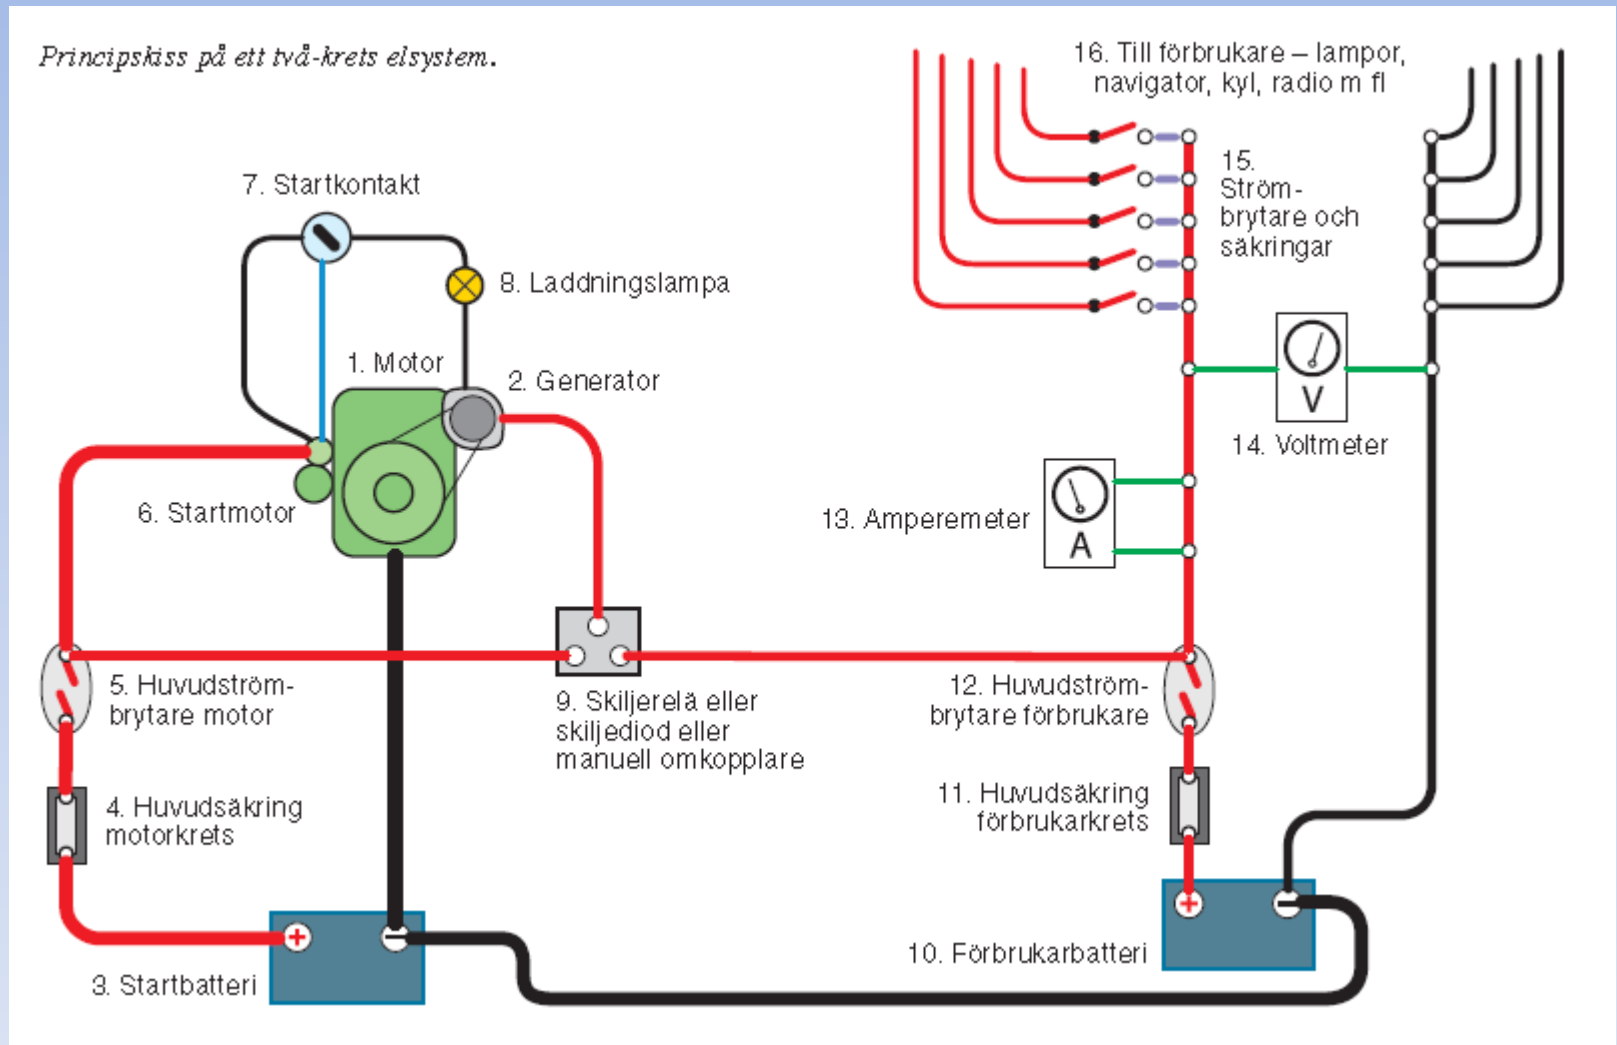 Principskiss på ett två-krets elsystem.
16. Till förbrukare – lampor,
navigator, kyl, radio m fl
7. Startkontakt
15.
Ström-
brytare och
säkringar
8. Laddningslampa
1. Motor
2. Generator
V
14. Voltmeter
6. Startmotor
13. Amperemeter
A
5. Huvudström-
brytare motor
9. Skiljerelä eller
skiljediod eller
manuell omkopplare
12. Huvudström-
brytare förbrukare
4. Huvudsäkring
motorkrets
11. Huvudsäkring
förbrukarkrets
+
−
10. Förbrukarbatteri
+
−
3. Startbatteri